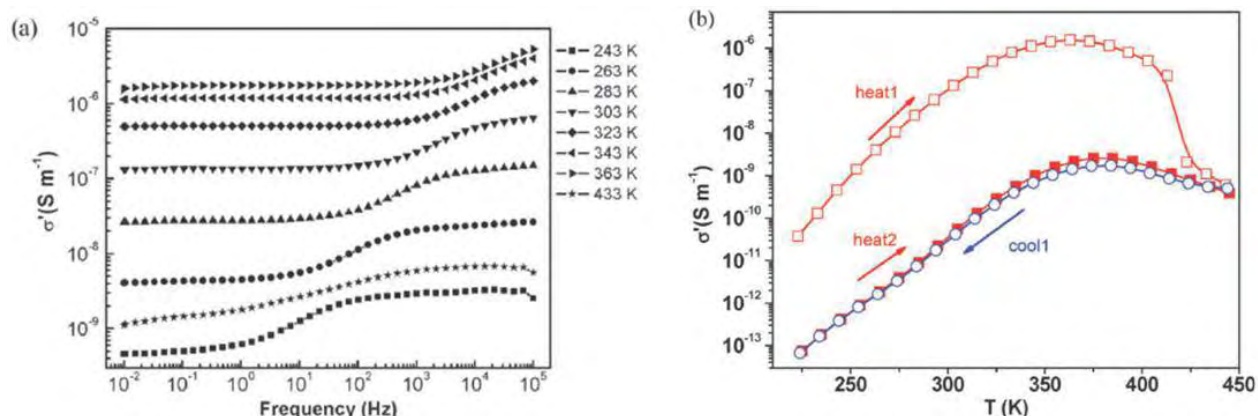 (a)
σ'(S m⁻¹)
10⁻⁵
10⁻⁶
10⁻⁷
10⁻⁸
10⁻⁹
10⁻² 10⁻¹ 10⁰ 10¹ 10² 10³ 10⁴ 10⁵
Frequency (Hz)
243 K
263 K
283 K
303 K
323 K
343 K
363 K
433 K
(b)
σ'(S m⁻¹)
10⁻⁶
10⁻⁷
10⁻⁸
10⁻⁹
10⁻¹⁰
10⁻¹¹
10⁻¹²
10⁻¹³
heat1
heat2
cool1
250 300 350 400 450
T (K)